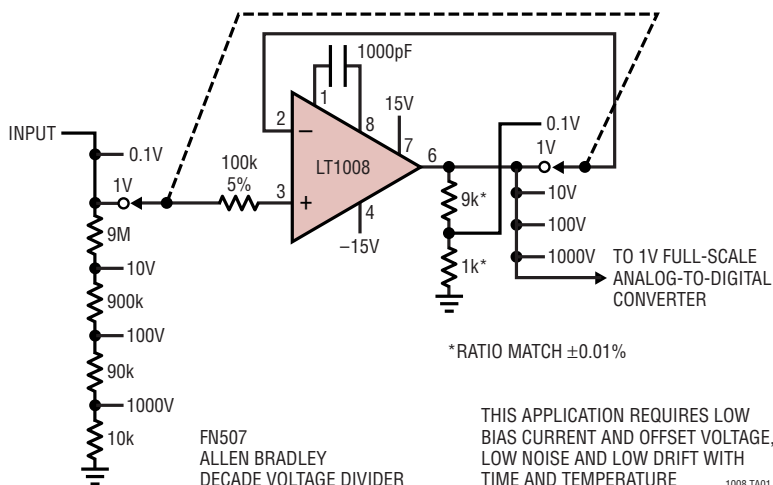 1000pF
1
8
2
–
15V
7
INPUT
0.1V
0.1V
1V
1V
100k
5%
LT1008
6
3
+
9k*
10V
4
–15V
100V
9M
1k*
1000V
TO 1V FULL-SCALE
ANALOG-TO-DIGITAL
CONVERTER
10V
900k
100V
*RATIO MATCH ±0.01%
90k
1000V
10k
FN507
ALLEN BRADLEY
DECADE VOLTAGE DIVIDER
THIS APPLICATION REQUIRES LOW
BIAS CURRENT AND OFFSET VOLTAGE,
LOW NOISE AND LOW DRIFT WITH
TIME AND TEMPERATURE
1008 TA01